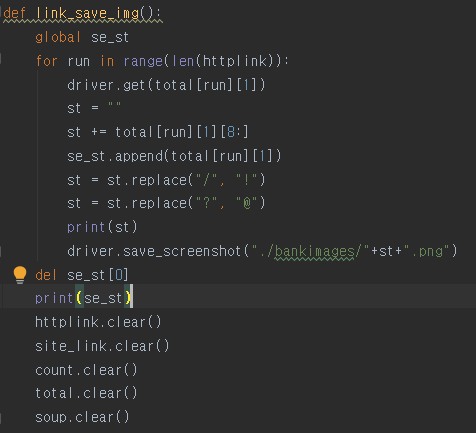 def link_save_img():
    global se_st
    for run in range(len(httplink)):
        driver.get(total[run][1])
        st = ""
        st += total[run][1][8:]
        se_st.append(total[run][1])
        st = st.replace("/", "!")
        st = st.replace("?", "@")
        print(st)
        driver.save_screenshot("./bankimages/"+st+".png")
    del se_st[0]
    print(se_st)
    httplink.clear()
    site_link.clear()
    count.clear()
    total.clear()
    soup.clear()